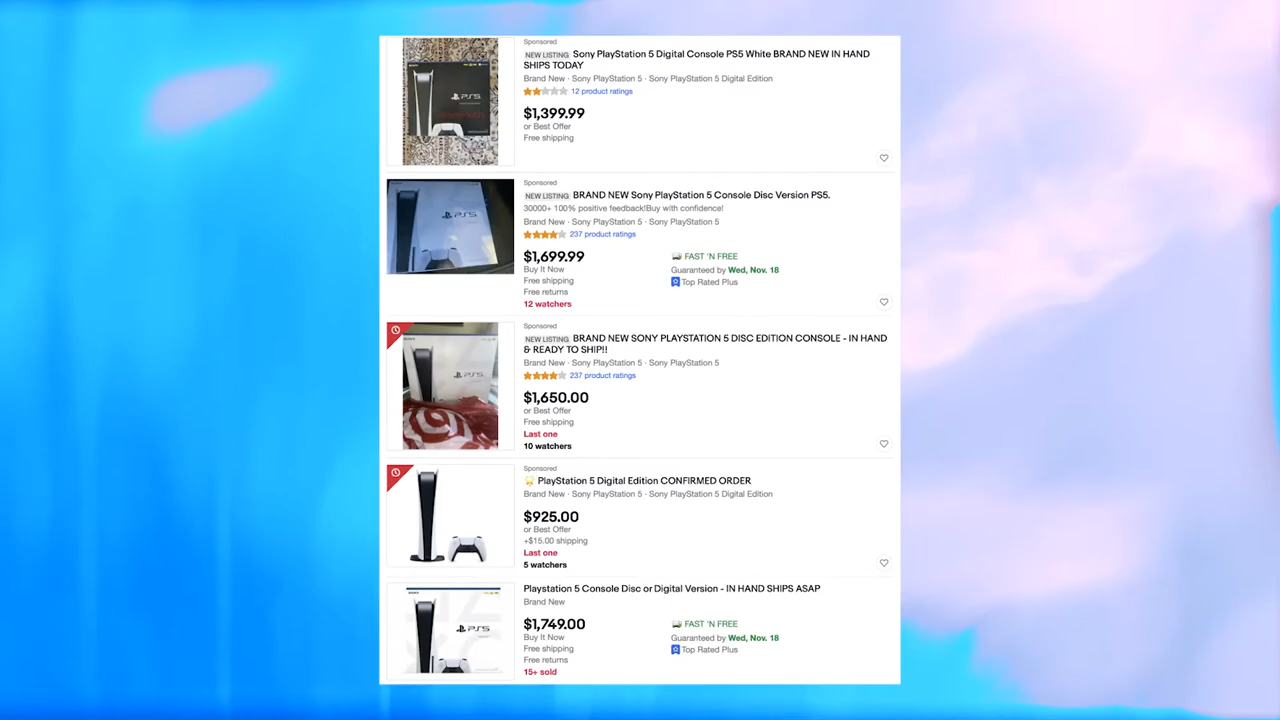 Sponsored
NEW LISTING Sony PlayStation 5 Digital Console PS5 White BRAND NEW IN HAND
SHIPS TODAY
Brand New · Sony PlayStation 5 · Sony PlayStation 5 Digital Edition
12 product ratings
$1,399.99
or Best Offer
Free shipping
SONY
PS5
Sponsored
NEW LISTING BRAND NEW Sony PlayStation 5 Console Disc Version PS5.
30000+ 100% positive feedback!Buy with confidence!
Brand New · Sony PlayStation 5 · Sony PlayStation 5
237 product ratings
$1,699.99
Buy It Now
Free shipping
Free returns
12 watchers
FAST 'N FREE
Guaranteed by Wed, Nov. 18
Top Rated Plus
PS5
Sponsored
NEW LISTING BRAND NEW SONY PLAYSTATION 5 DISC EDITION CONSOLE - IN HAND
& READY TO SHIP!!
Brand New · Sony PlayStation 5 · Sony PlayStation 5
237 product ratings
$1,650.00
or Best Offer
Free shipping
Last one
10 watchers
SONY
PS5
Sponsored
PlayStation 5 Digital Edition CONFIRMED ORDER
Brand New · Sony PlayStation 5 · Sony PlayStation 5 Digital Edition
$925.00
or Best Offer
+$15.00 shipping
Last one
5 watchers
Playstation 5 Console Disc or Digital Version - IN HAND SHIPS ASAP
Brand New
$1,749.00
Buy It Now
Free shipping
Free returns
15+ sold
FAST 'N FREE
Guaranteed by Wed, Nov. 18
Top Rated Plus
SONY
PS5